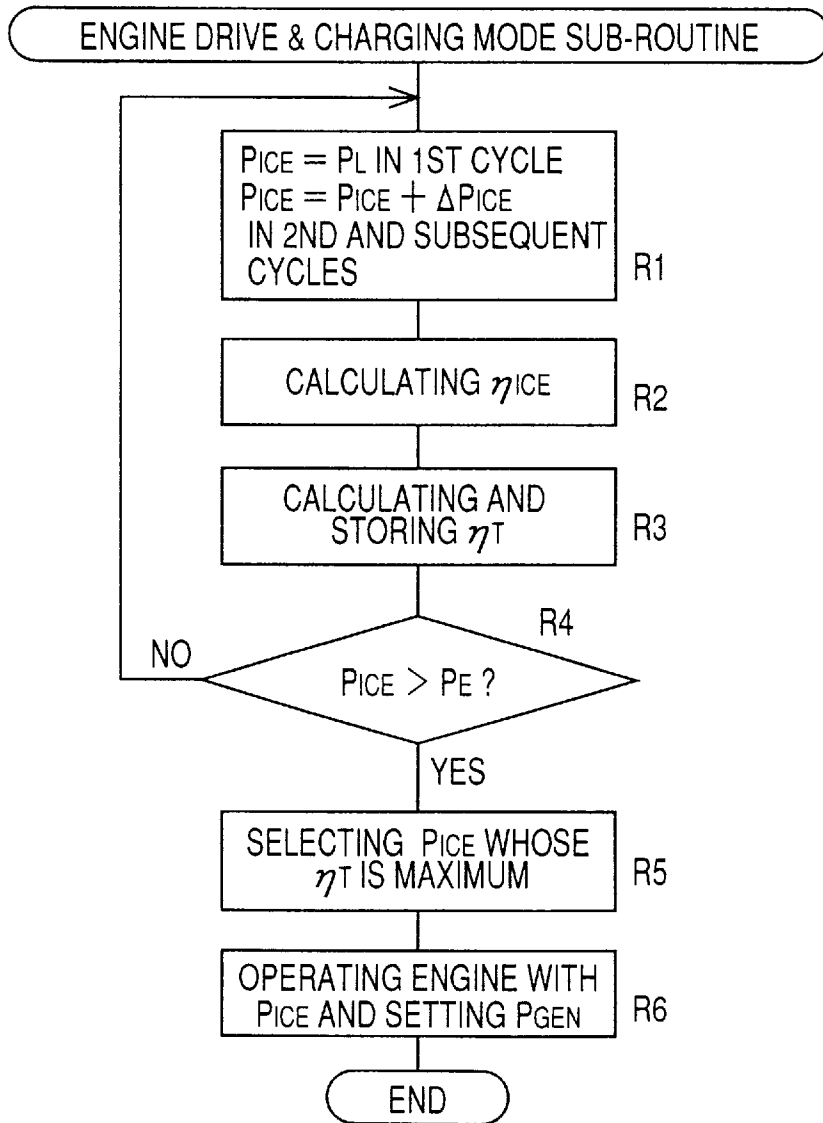 ENGINE DRIVE & CHARGING MODE SUB-ROUTINE
PICE = PL IN 1ST CYCLE
PICE = PICE + ΔPICE
IN 2ND AND SUBSEQUENT
CYCLES
R1
CALCULATING ηICE
R2
CALCULATING AND
STORING ηT
R3
R4
NO
PICE > PE ?
YES
SELECTING PICE WHOSE
ηT IS MAXIMUM
R5
OPERATING ENGINE WITH
PICE AND SETTING PGEN
R6
END